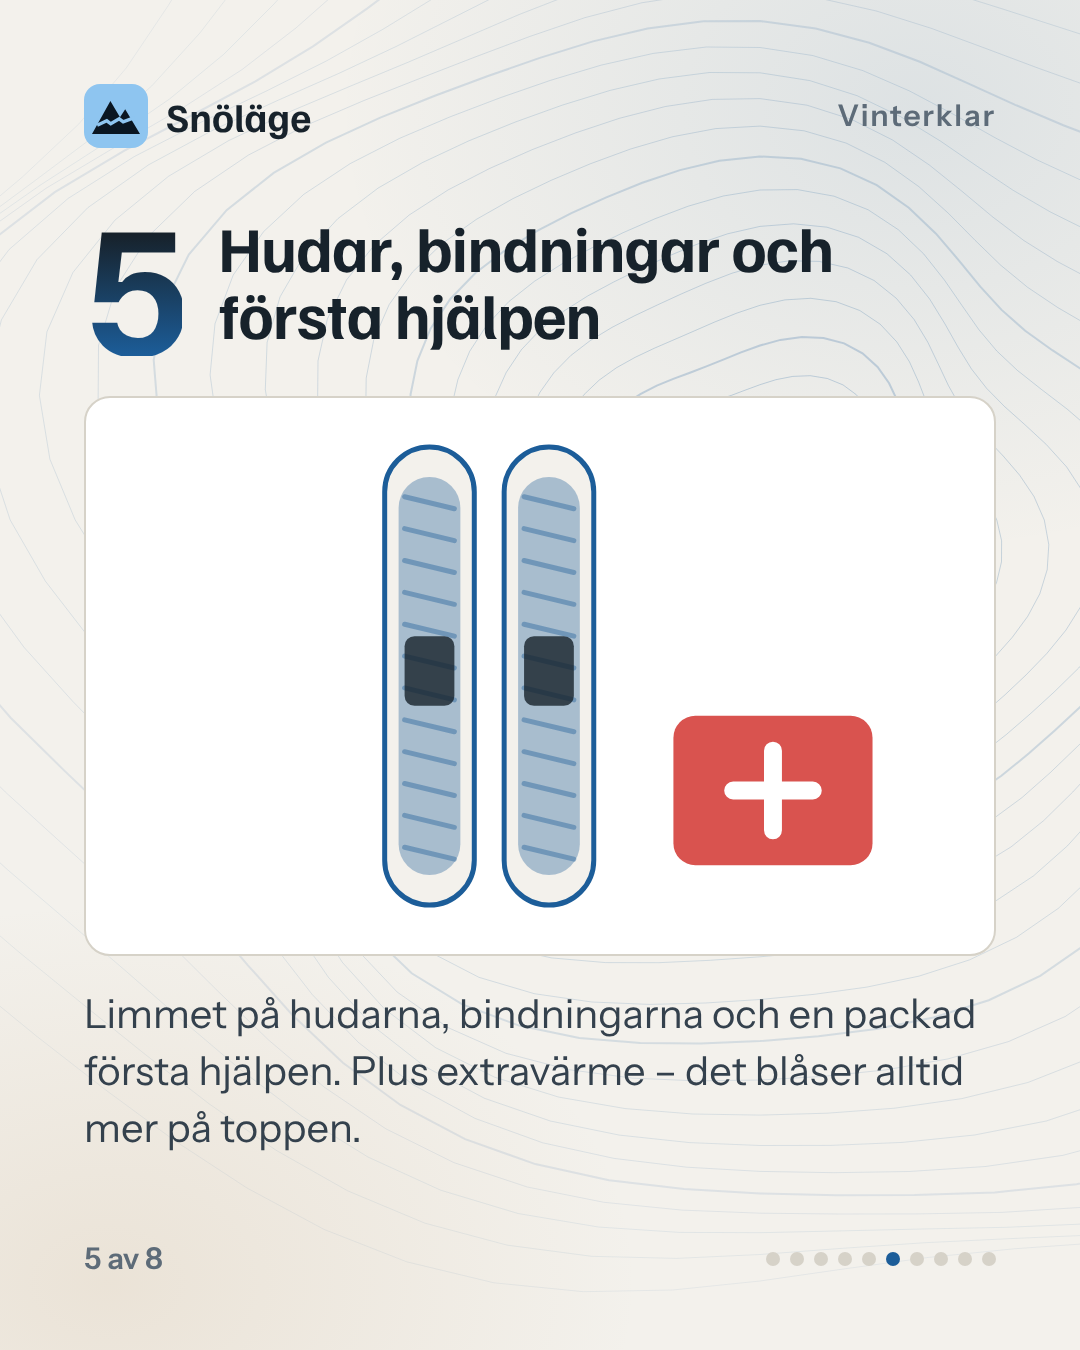 Snöläge
Vinterklar
5
Hudar, bindningar och
första hjälpen
Limmet på hudarna, bindningarna och en packad
första hjälpen. Plus extravärme – det blåser alltid
mer på toppen.
5 av 8